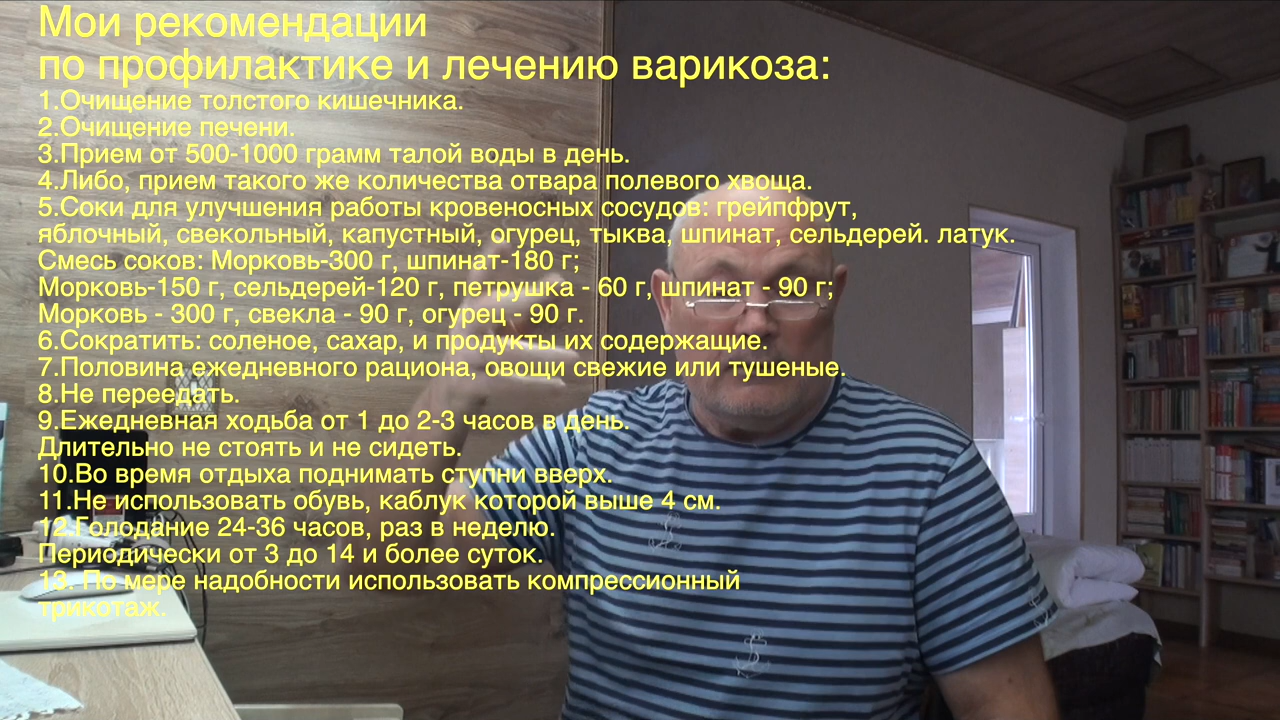 Мои рекомендации
по профилактике и лечению варикоза:
1.Очищение толстого кишечника.
2.Очищение печени.
3.Прием от 500-1000 грамм талой воды в день.
4.Либо, прием такого же количества отвара полевого хвоща.
5.Соки для улучшения работы кровеносных сосудов: грейпфрут,
яблочный, свекольный, капустный, огурец, тыква, шпинат, сельдерей. латук.
Смесь соков: Морковь-300 г, шпинат-180 г;
Морковь-150 г, сельдерей-120 г, петрушка - 60 г, шпинат - 90 г;
Морковь - 300 г, свекла - 90 г, огурец - 90 г.
6.Сократить: соленое, сахар, и продукты их содержащие.
7.Половина ежедневного рациона, овощи свежие или тушеные.
8.Не переедать.
9.Ежедневная ходьба от 1 до 2-3 часов в день.
Длительно не стоять и не сидеть.
10.Во время отдыха поднимать ступни вверх.
11.Не использовать обувь, каблук которой выше 4 см.
12.Голодание 24-36 часов, раз в неделю.
Периодически от 3 до 14 и более суток.
13. По мере надобности использовать компрессионный
трикотаж.